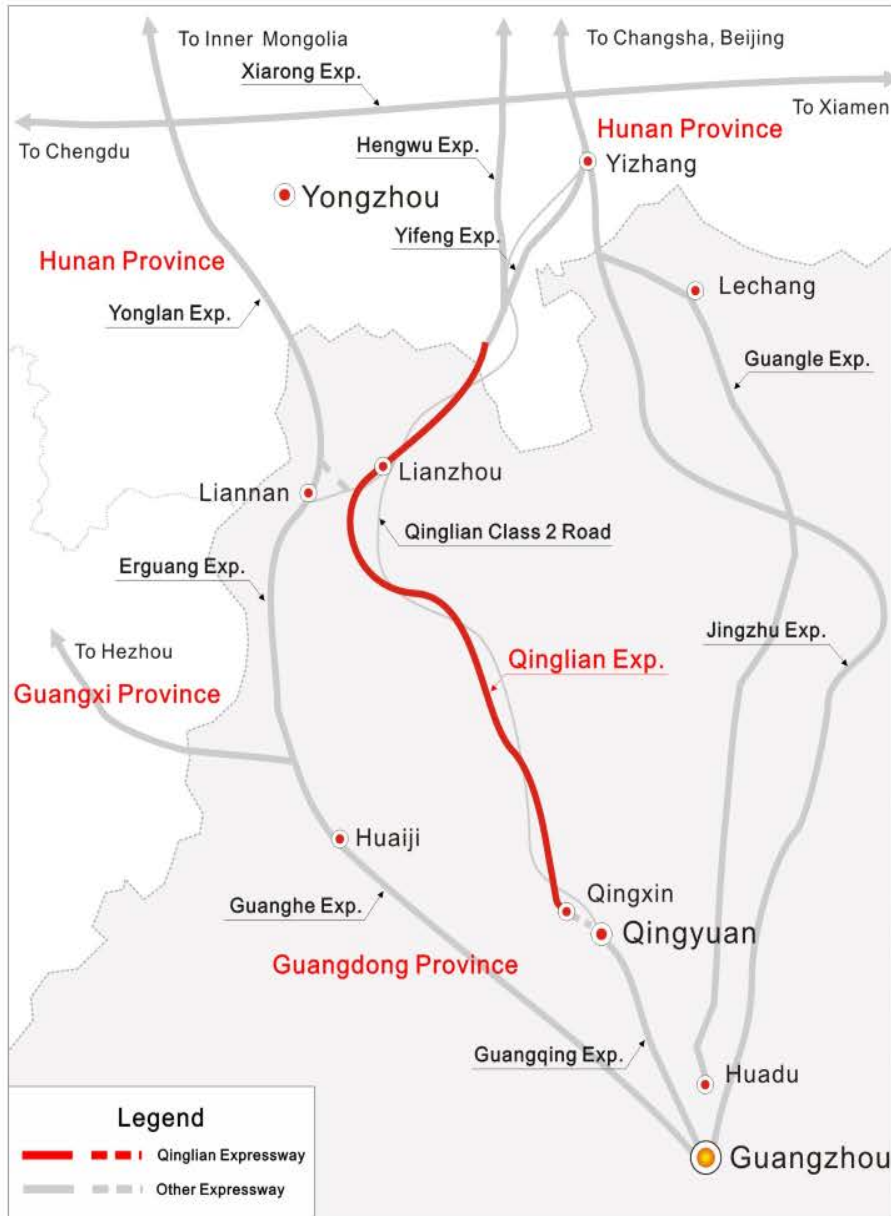 To Inner Mongolia
To Changsha, Beijing
Xiarong Exp.
To Xiamen
To Chengdu
Hengwu Exp.
Hunan Province
Yizhang
Yongzhou
Yifeng Exp.
Hunan Province
Lechang
Yonglan Exp.
Guangle Exp.
Lianzhou
Liannan
Qinglian Class 2 Road
Erguang Exp.
Jingzhu Exp.
To Hezhou
Qinglian Exp.
Guangxi Province
Huaiji
Qingxin
Guanghe Exp.
Qingyuan
Guangdong Province
Guangqing Exp.
Huadu
Legend
Qinglian Expressway
Guangzhou
Other Expressway